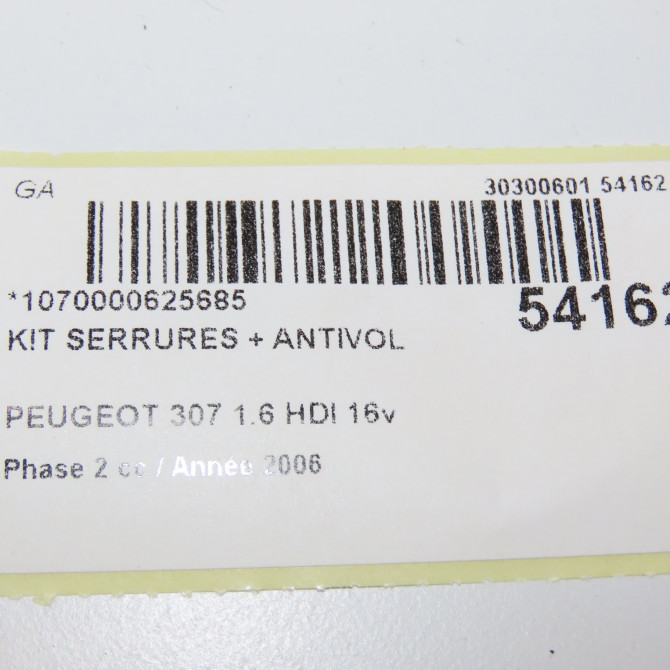 GA 30300601 54162
*1070000625685
54162
KIT SERRURES + ANTIVOL
PEUGEOT 307 1.6 HDI 16v
Phase 2 cc / Année 2006